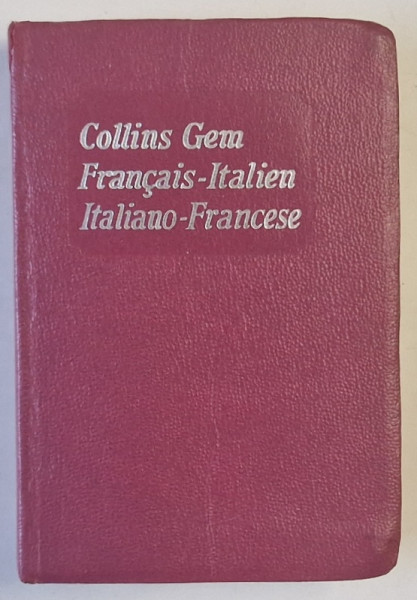 Collins Gem
Français-Italien
Italiano-Francese